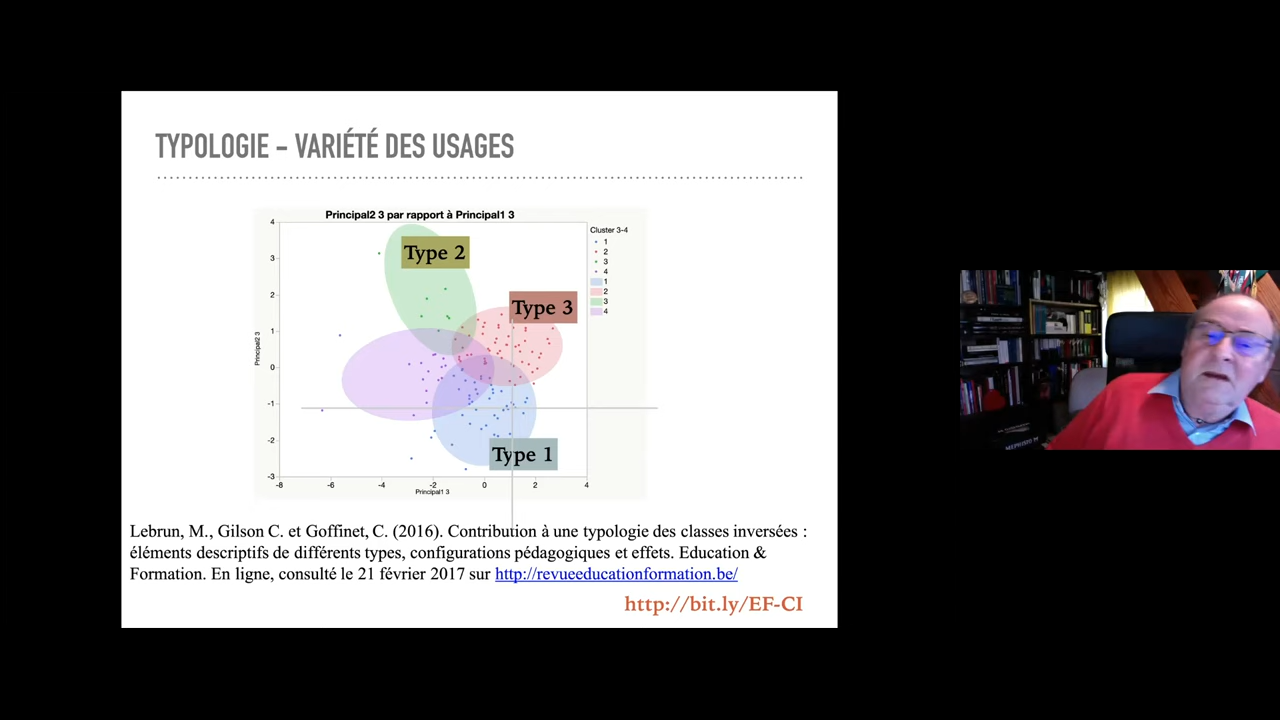 TYPOLOGIE – VARIÉTÉ DES USAGES
Principal2 3 par rapport à Principal1 3
Cluster 3-4
1
2
3
4
1
2
3
4
Type 2
Type 3
Type 1
4
3
2
1
0
-1
-2
-3
Principal2 3
-8
-6
-4
-2
0
2
4
Principal1 3
Lebrun, M., Gilson C. et Goffinet, C. (2016). Contribution à une typologie des classes inversées :
éléments descriptifs de différents types, configurations pédagogiques et effets. Education &
Formation. En ligne, consulté le 21 février 2017 sur http://revueeducationformation.be/
http://bit.ly/EF-CI